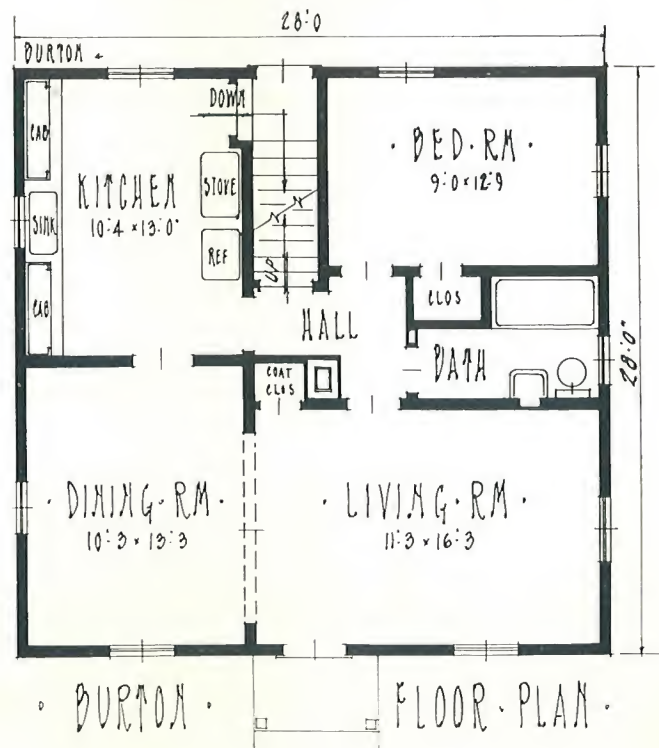 28'-0
BURTON
DOWN
CAB
KITCHEN
10'-4 × 13'-0"
STOVE
SINK
REF
CAB
UP
· BED·RM ·
9'-0 × 12'-9
CLOS
HALL
BATH
28'-0"
COAT
CLOS
· DINING·RM ·
10'-3 × 13'-3
· LIVING·RM ·
11'-3 × 16'-3
· BURTON ·
FLOOR·PLAN ·